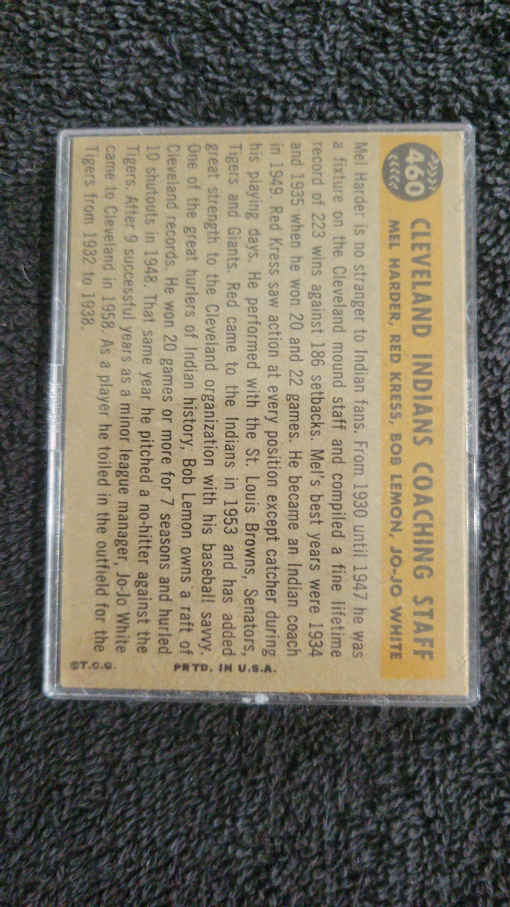 460
CLEVELAND INDIANS COACHING STAFF
MEL HARDER, RED KRESS, BOB LEMON, JO-JO WHITE
Mel Harder is no stranger to Indian fans. From 1930 until 1947 he was
a fixture on the Cleveland mound staff and compiled a fine lifetime
record of 223 wins against 186 setbacks. Mel's best years were 1934
and 1935 when he won 20 and 22 games. He became an Indian coach
in 1949. Red Kress saw action at every position except catcher during
his playing days. He performed with the St. Louis Browns, Senators,
Tigers and Giants. Red came to the Indians in 1953 and has added
great strength to the Cleveland organization with his baseball savvy.
One of the great hurlers of Indian history, Bob Lemon owns a raft of
Cleveland records. He won 20 games or more for 7 seasons and hurled
10 shutouts in 1948. That same year he pitched a no-hitter against the
Tigers. After 9 successful years as a minor league manager, Jo-Jo White
came to Cleveland in 1958. As a player he toiled in the outfield for the
Tigers from 1932 to 1938.
©T.C.G. PRTD. IN U.S.A.